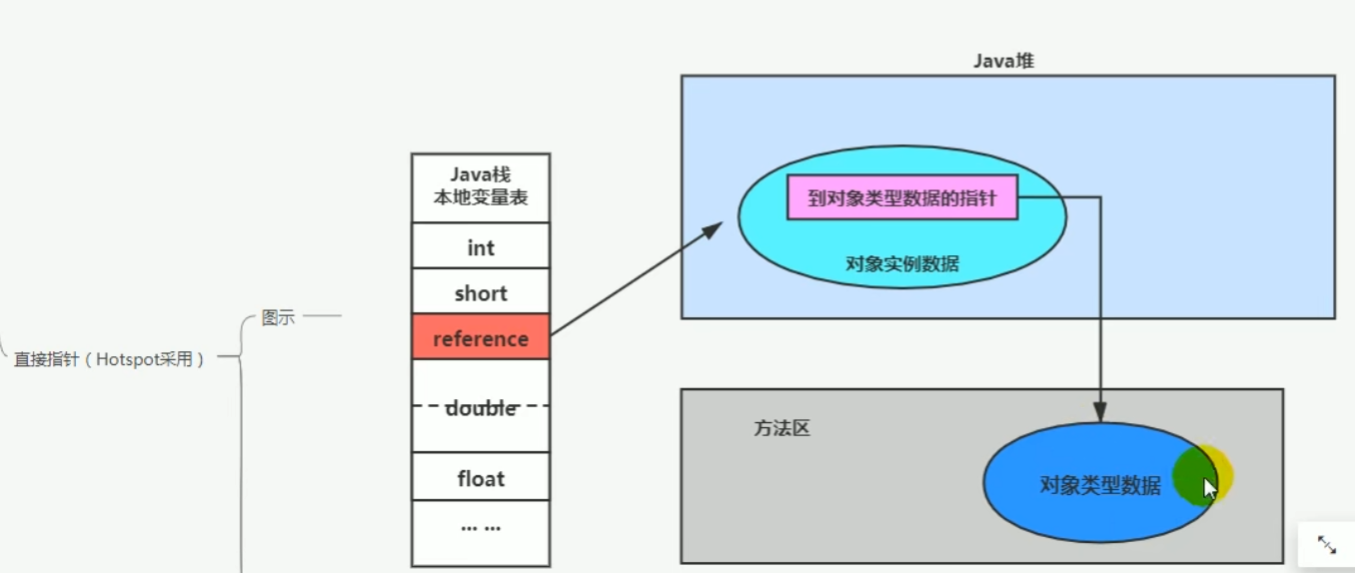 Java堆
Java栈
本地变量表
int
short
reference
double
float
... ...
到对象类型数据的指针
对象实例数据
图示
直接指针（Hotspot采用）
方法区
对象类型数据